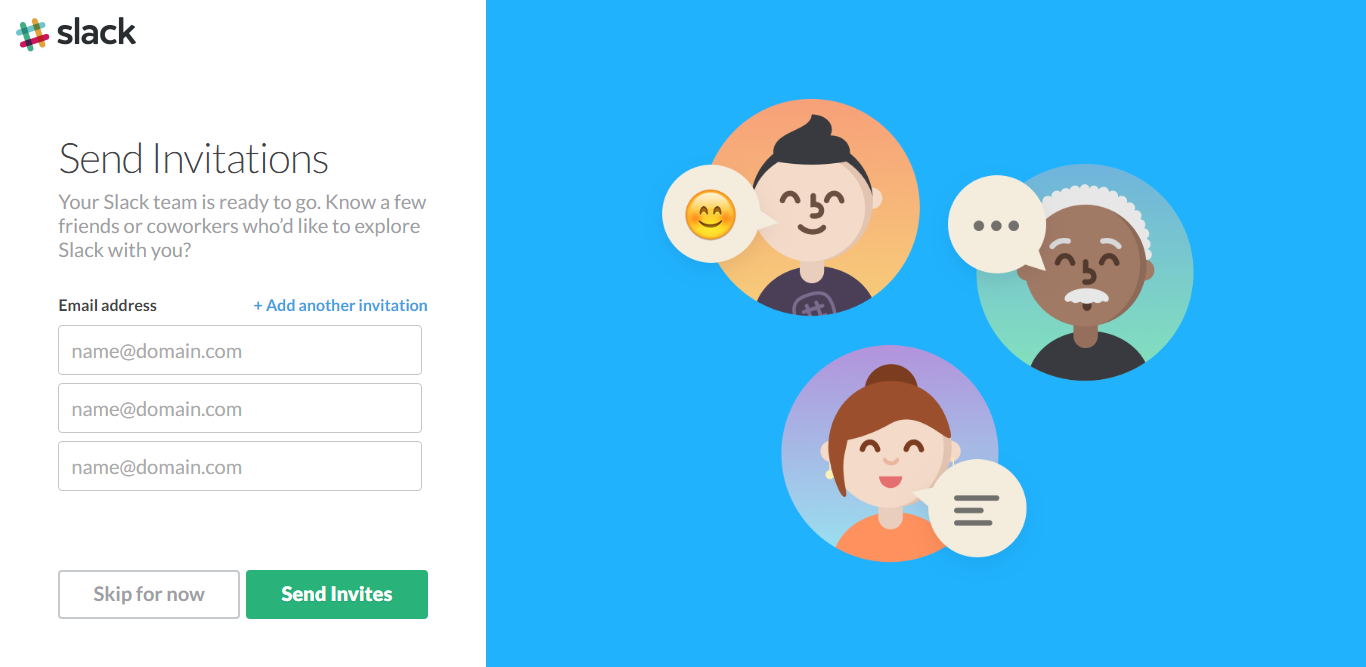 slack
Send Invitations
Your Slack team is ready to go. Know a few
friends or coworkers who’d like to explore
Slack with you?
Email address
+ Add another invitation
name@domain.com
name@domain.com
name@domain.com
Skip for now
Send Invites